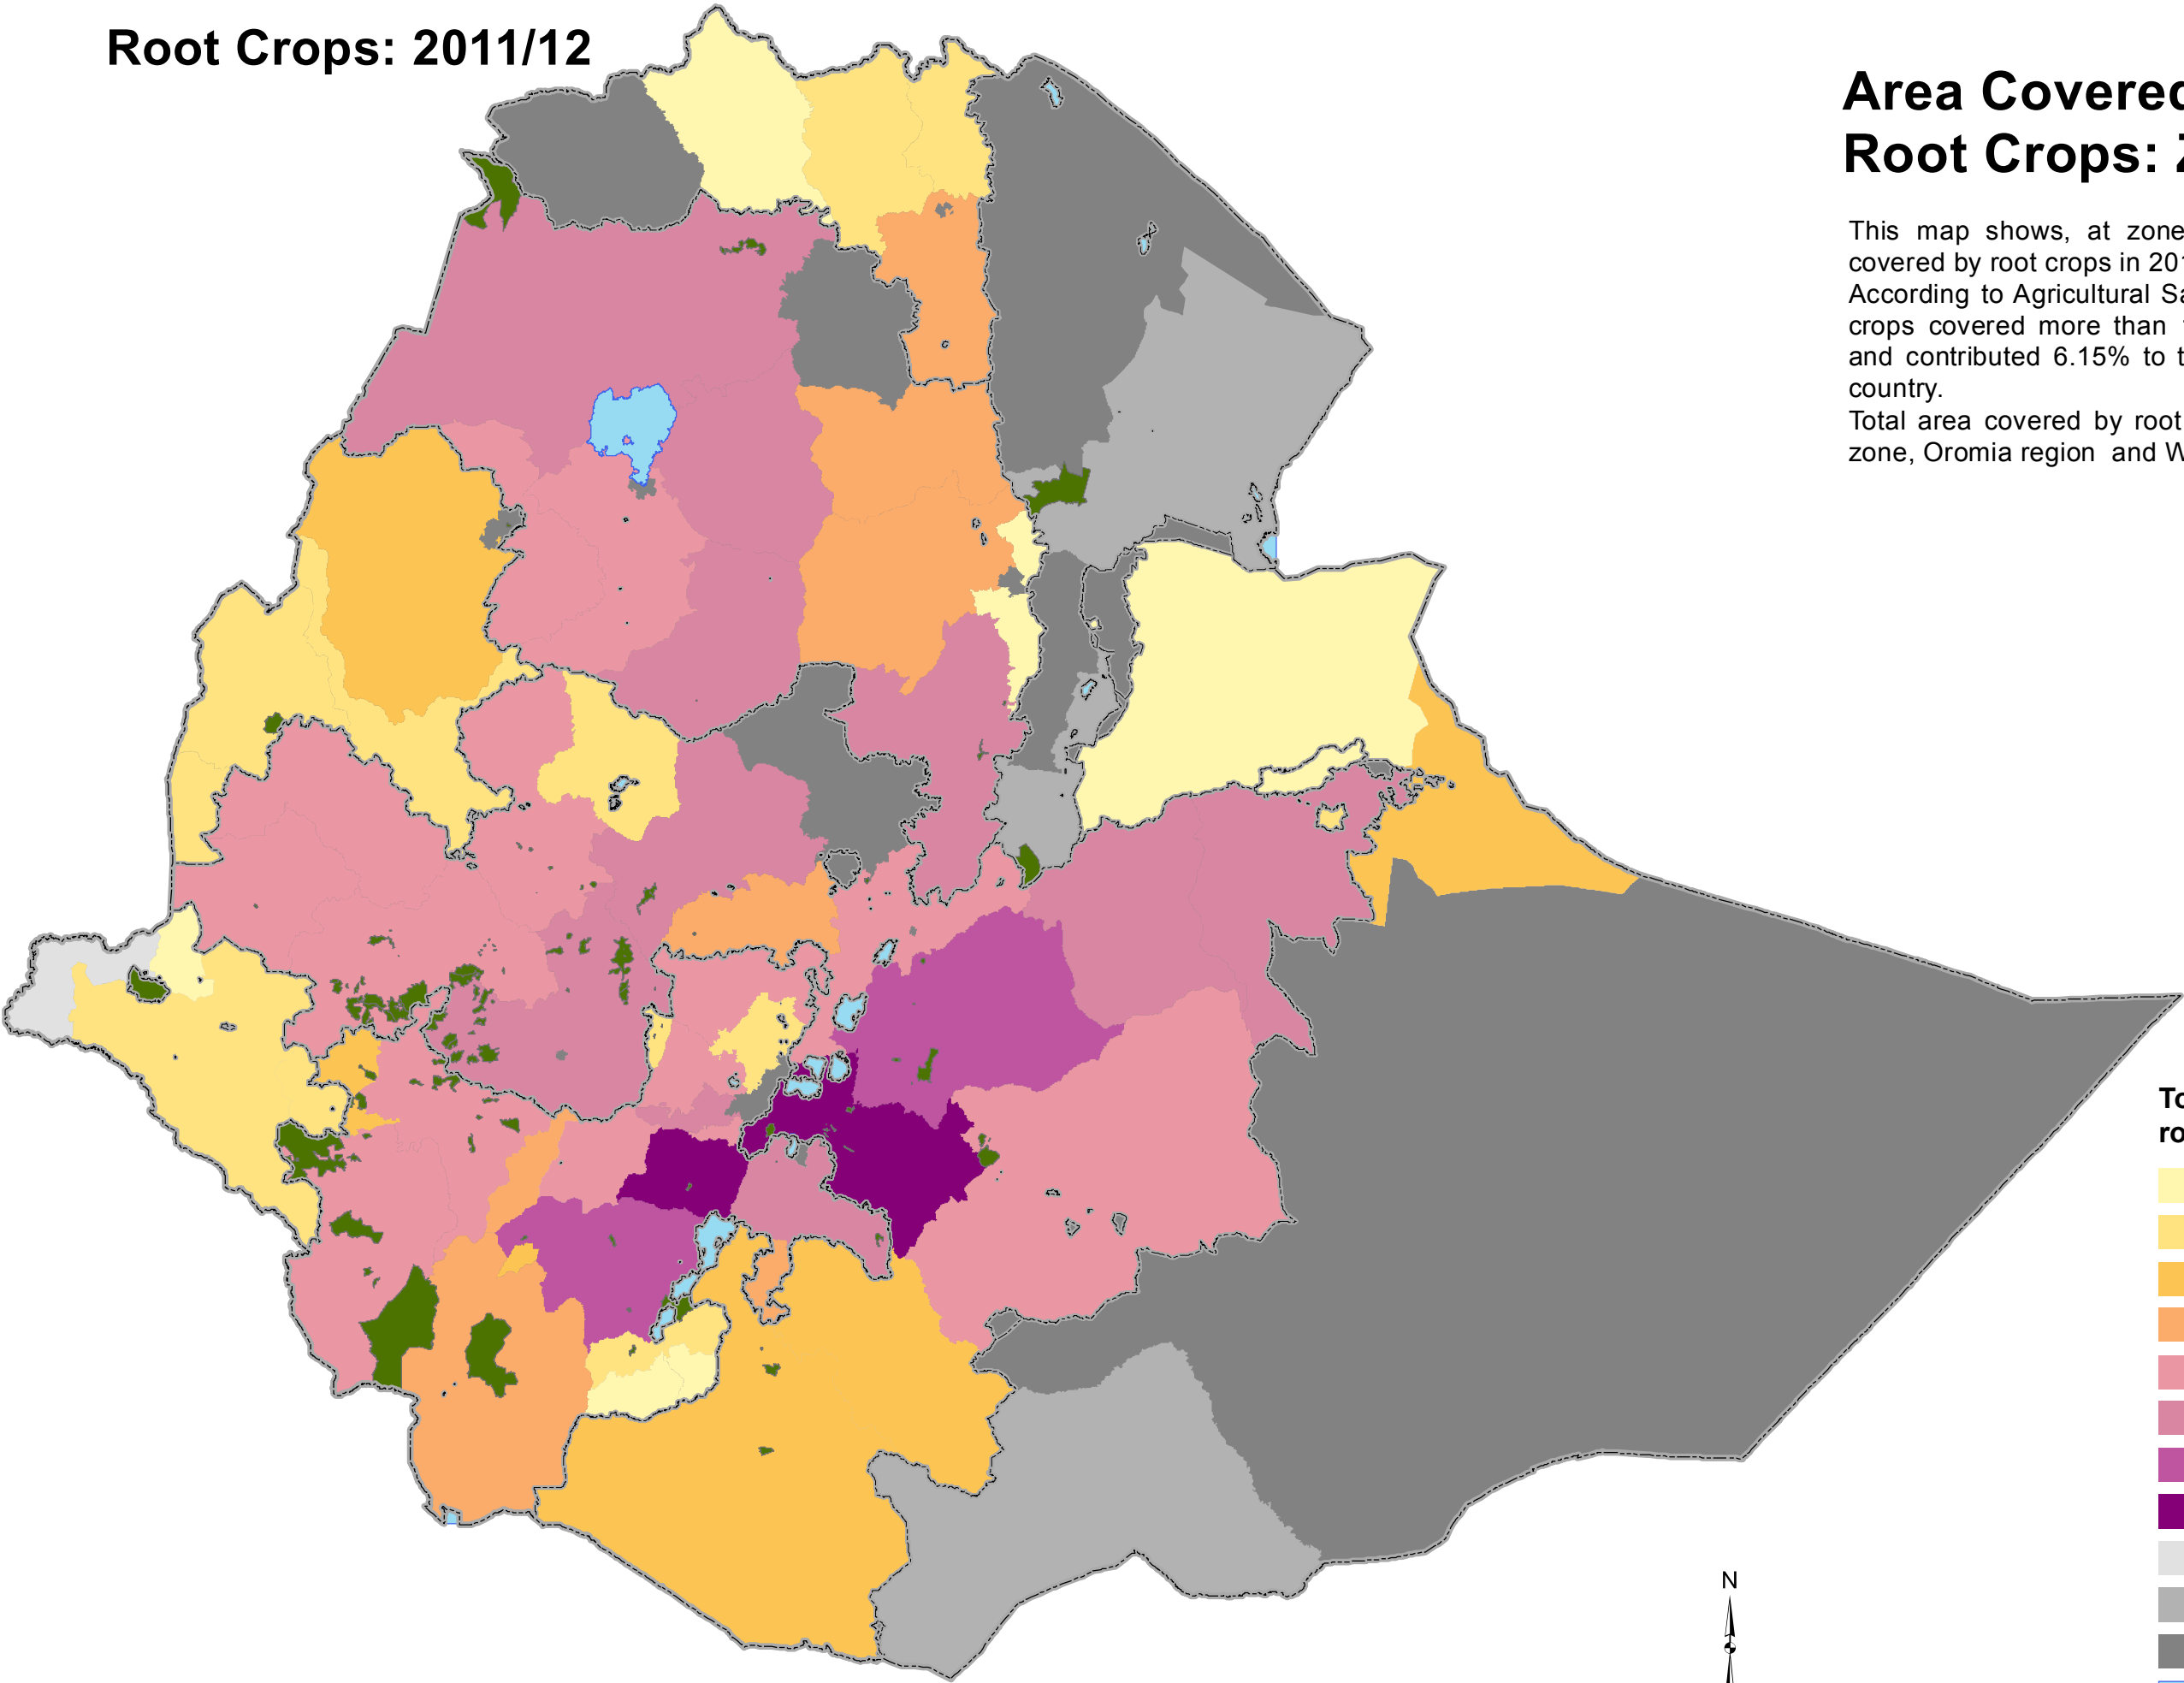 Root Crops: 2011/12
Area Covered
Root Crops:
This map shows, at zone
covered by root crops in
According to Agricultural
crops covered more than
and contributed 6.15% to
country.
Total area covered by root
zone, Oromia region and
N